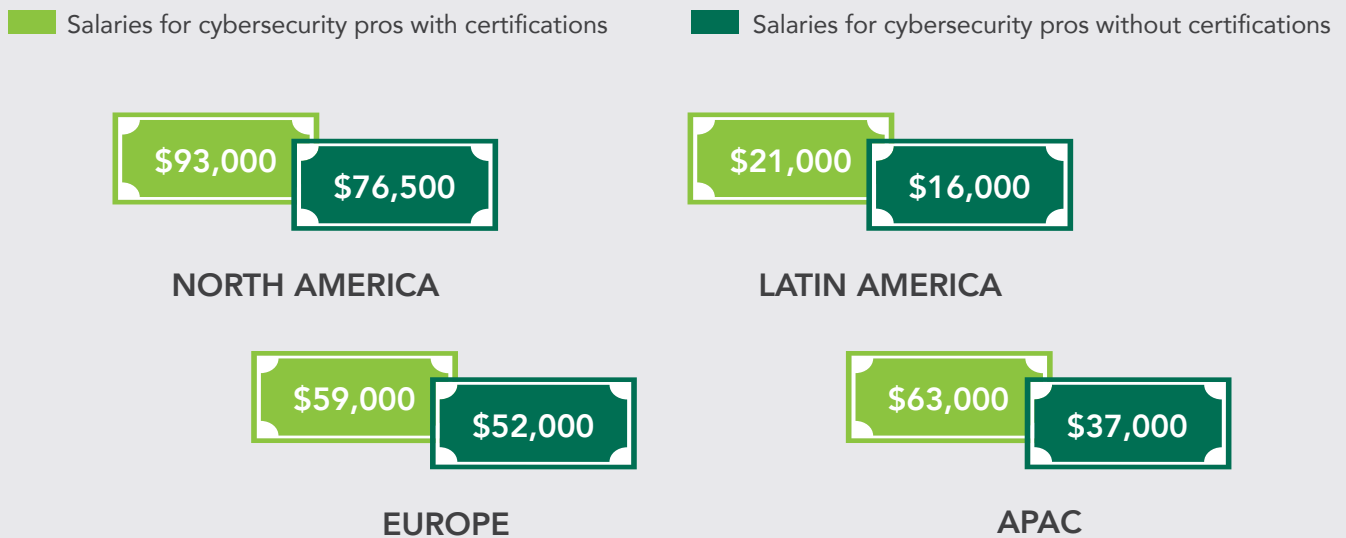 Salaries for cybersecurity pros with certifications
Salaries for cybersecurity pros without certifications
$93,000
$76,500
NORTH AMERICA
$21,000
$16,000
LATIN AMERICA
$59,000
$52,000
EUROPE
$63,000
$37,000
APAC